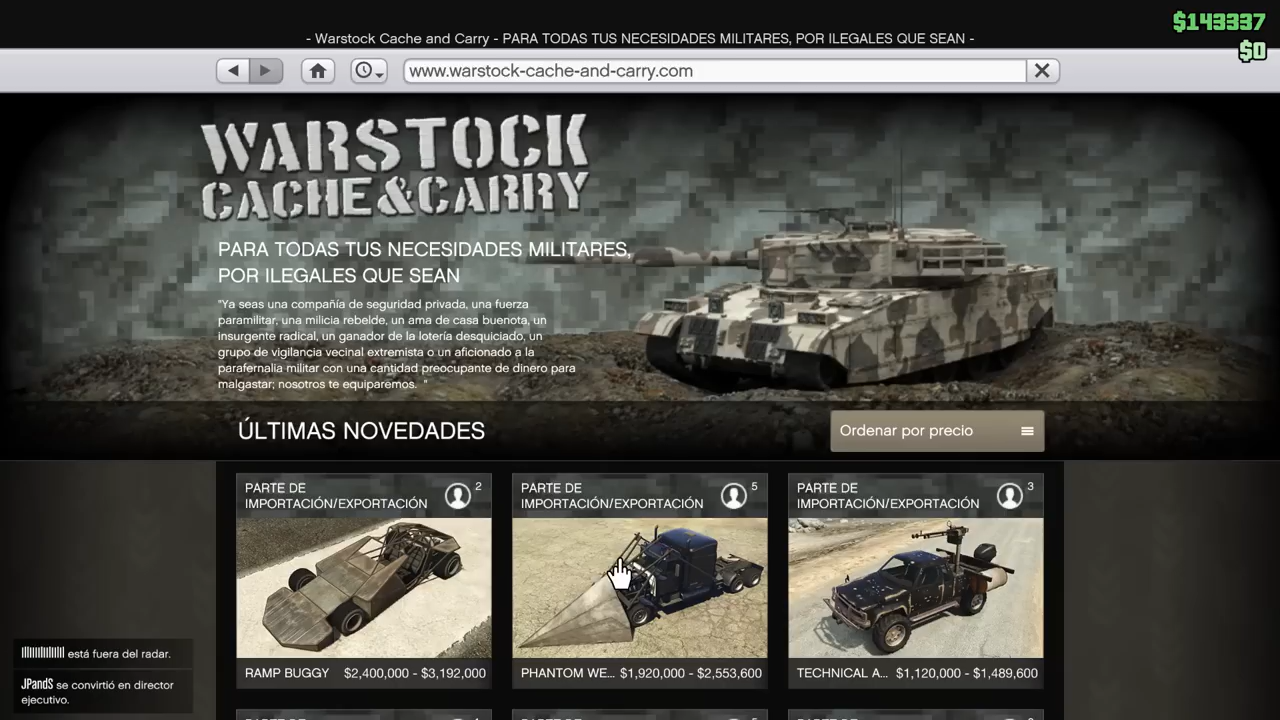 $143337
$0
- Warstock Cache and Carry - PARA TODAS TUS NECESIDADES MILITARES, POR ILEGALES QUE SEAN -
www.warstock-cache-and-carry.com
WARSTOCK
CACHE&CARRY
PARA TODAS TUS NECESIDADES MILITARES,
POR ILEGALES QUE SEAN
"Ya seas una compañía de seguridad privada, una fuerza
paramilitar, una milicia rebelde, un ama de casa buenota, un
insurgente radical, un ganador de la lotería desquiciado, un
grupo de vigilancia vecinal extremista o un aficionado a la
parafernalia militar con una cantidad preocupante de dinero para
malgastar; nosotros te equiparemos. "
ÚLTIMAS NOVEDADES
Ordenar por precio
PARTE DE
IMPORTACIÓN/EXPORTACIÓN
2
RAMP BUGGY $2,400,000 - $3,192,000
PARTE DE
IMPORTACIÓN/EXPORTACIÓN
5
PHANTOM WE... $1,920,000 - $2,553,600
PARTE DE
IMPORTACIÓN/EXPORTACIÓN
3
TECHNICAL A... $1,120,000 - $1,489,600
está fuera del radar.
JPandS se convirtió en director
ejecutivo.